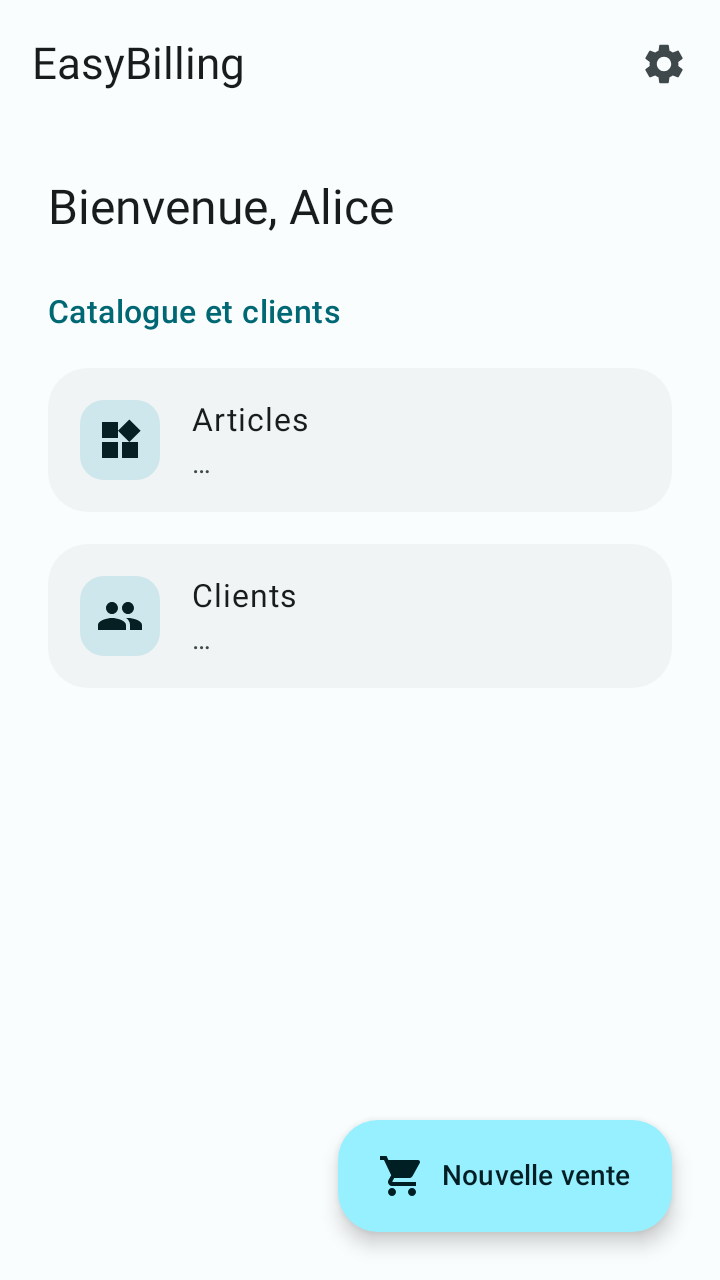 EasyBilling
Bienvenue, Alice
Catalogue et clients
Articles
…
Clients
…
Nouvelle vente